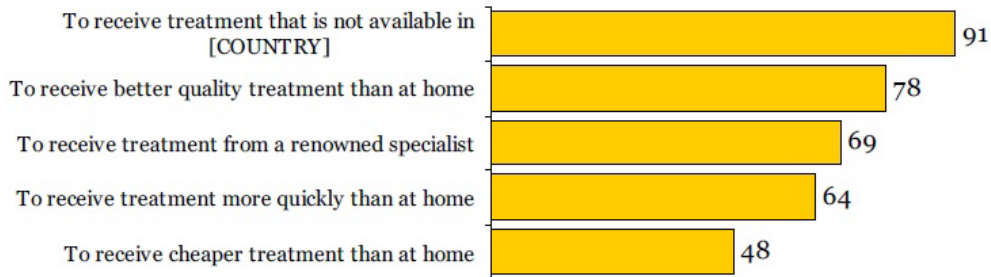 To receive treatment that is not available in
[COUNTRY]
91
To receive better quality treatment than at home
78
To receive treatment from a renowned specialist
69
To receive treatment more quickly than at home
64
To receive cheaper treatment than at home
48